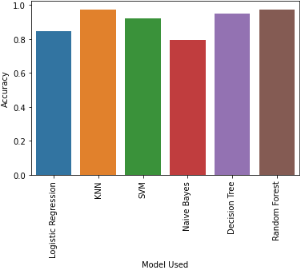 1.0
0.8
0.6
0.4
0.2
0.0
Accuracy
Logistic Regression
KNN
SVM
Naive Bayes
Decision Tree
Random Forest
Model Used